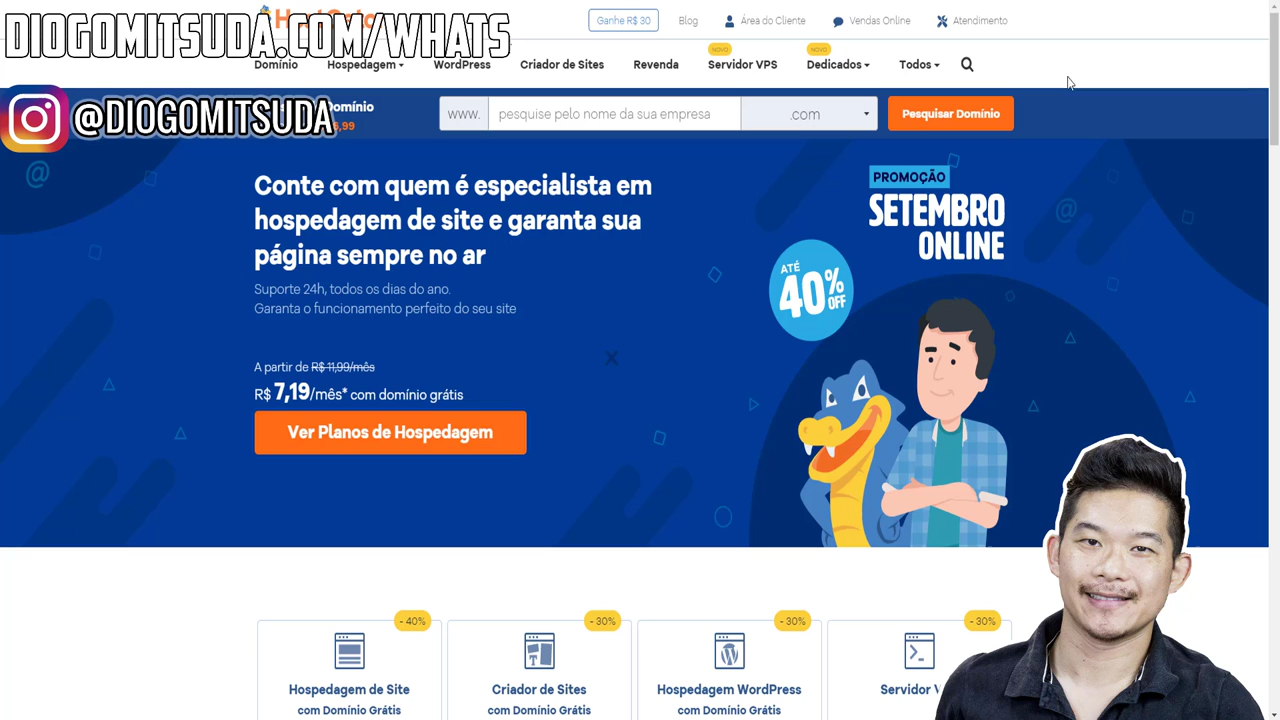 DIOGOMITSUDA.COM/WHATS
Ganhe R$ 30
Blog
Área do Cliente
Vendas Online
Atendimento
Domínio
Hospedagem
WordPress
Criador de Sites
Revenda
NOVO
Servidor VPS
NOVO
Dedicados
Todos
@DIOGOMITSUDA
Domínio
,99
www.
pesquise pelo nome da sua empresa
.com
Pesquisar Domínio
Conte com quem é especialista em
hospedagem de site e garanta sua
página sempre no ar
Suporte 24h, todos os dias do ano.
Garanta o funcionamento perfeito do seu site
A partir de R$ 11,99/mês
R$ 7,19/mês* com domínio grátis
Ver Planos de Hospedagem
PROMOÇÃO
SETEMBRO
ONLINE
ATÉ
40%
OFF
- 40%
Hospedagem de Site
com Domínio Grátis
- 30%
Criador de Sites
com Domínio Grátis
- 30%
Hospedagem WordPress
com Domínio Grátis
- 30%
Servidor